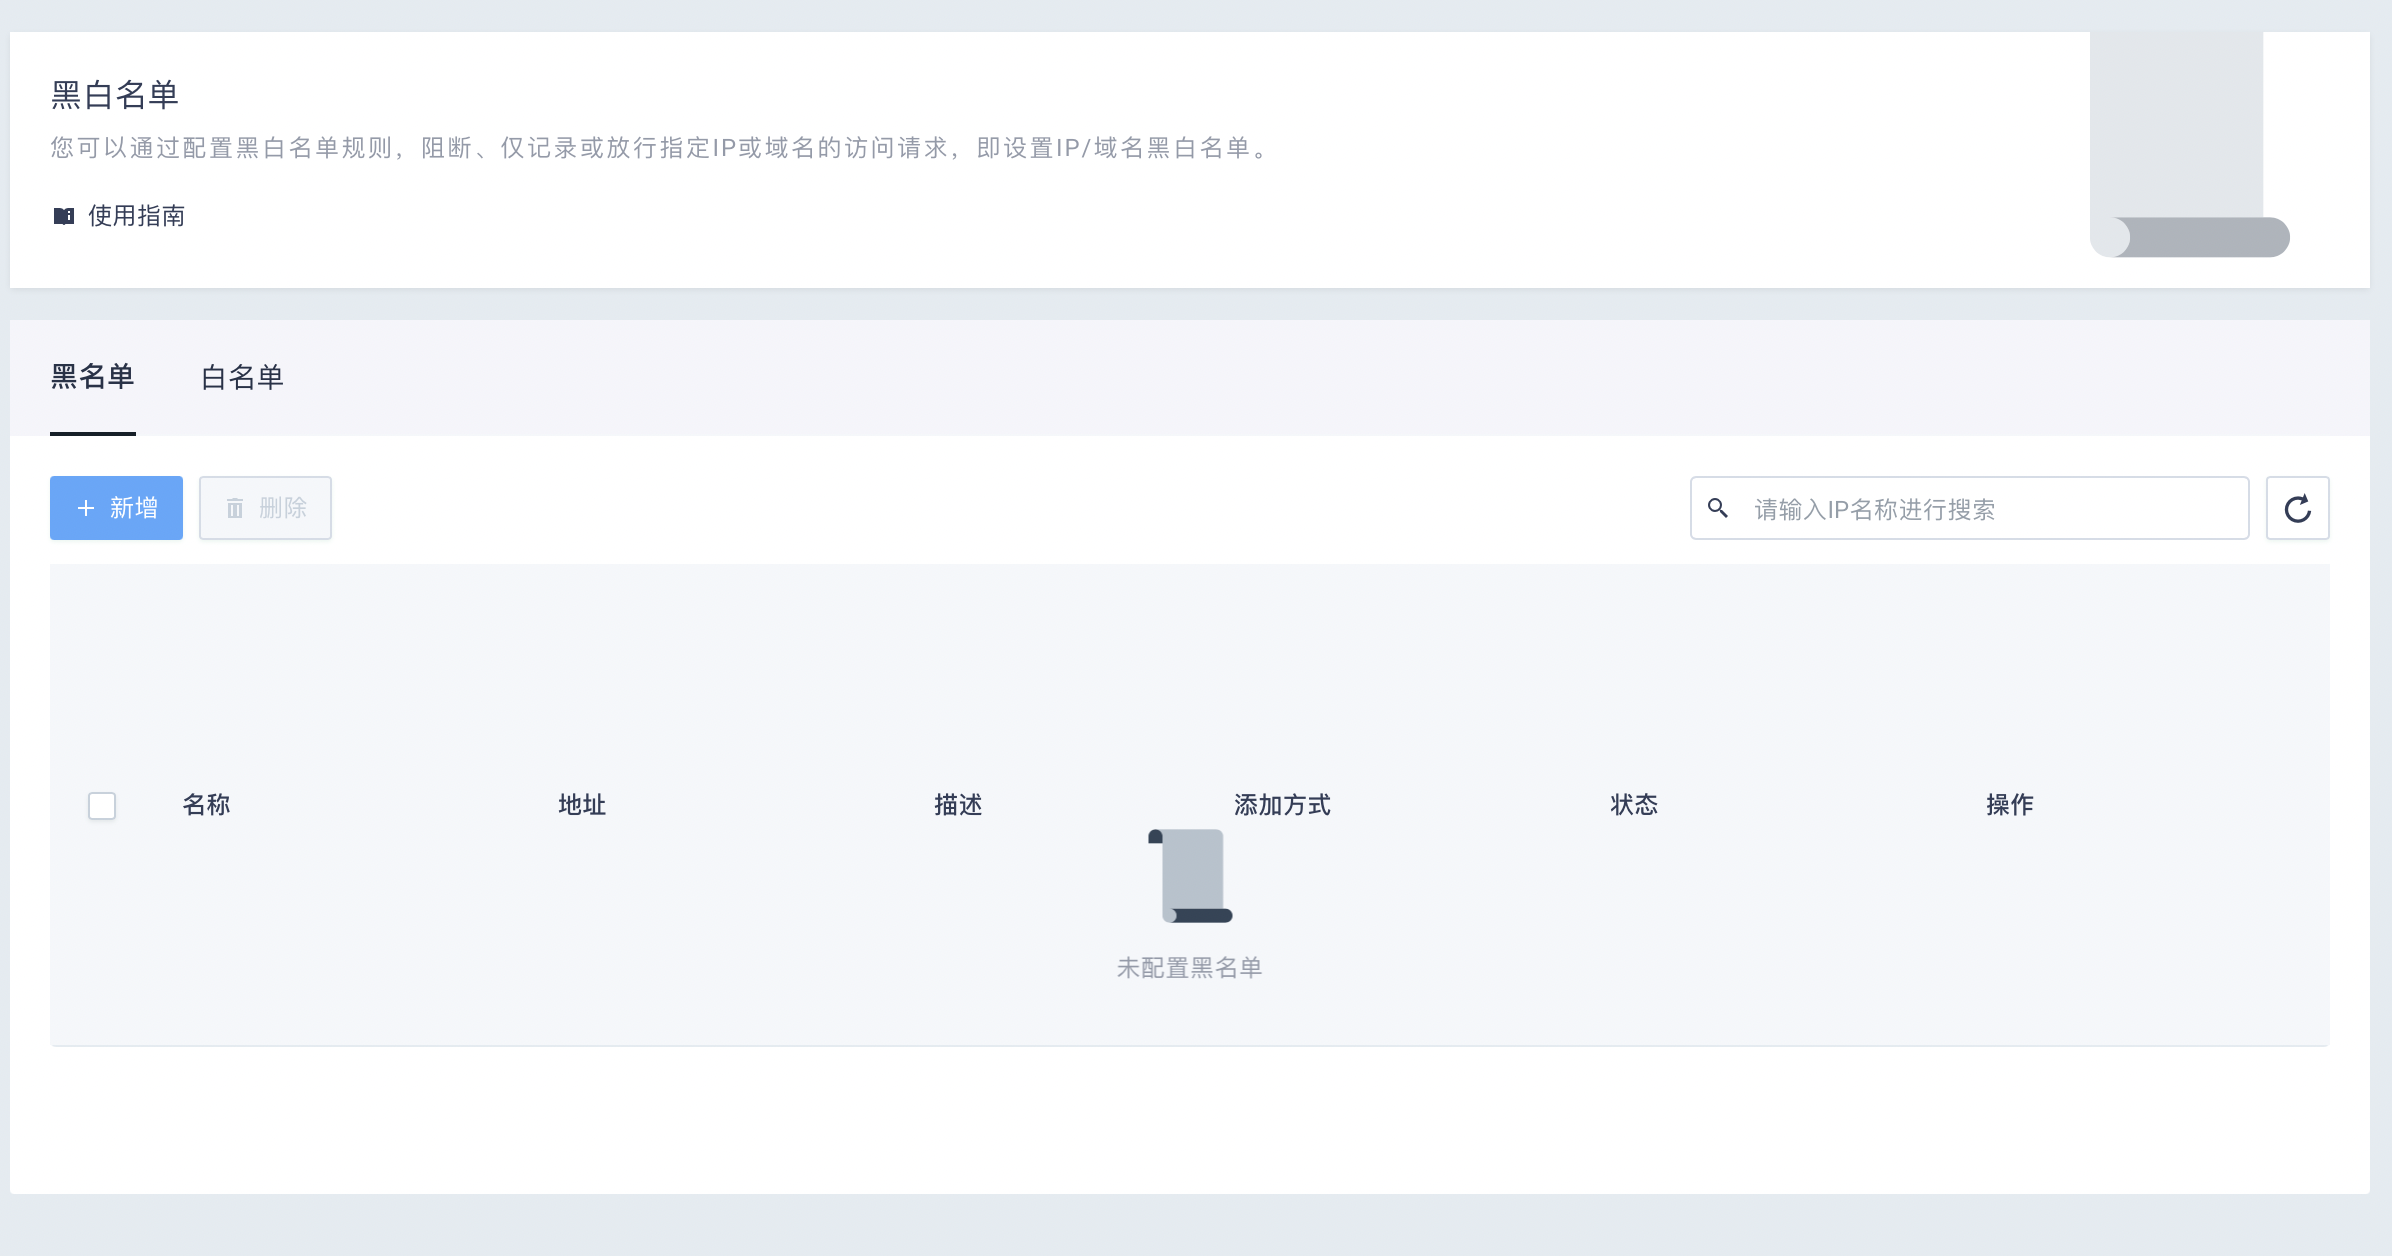 黑白名单
您可以通过配置黑白名单规则，阻断、仅记录或放行指定IP或域名的访问请求，即设置IP/域名黑白名单。
使用指南
黑名单 白名单
新增 删除 请输入IP名称进行搜索
名称 地址 描述 添加方式 状态 操作
未配置黑名单